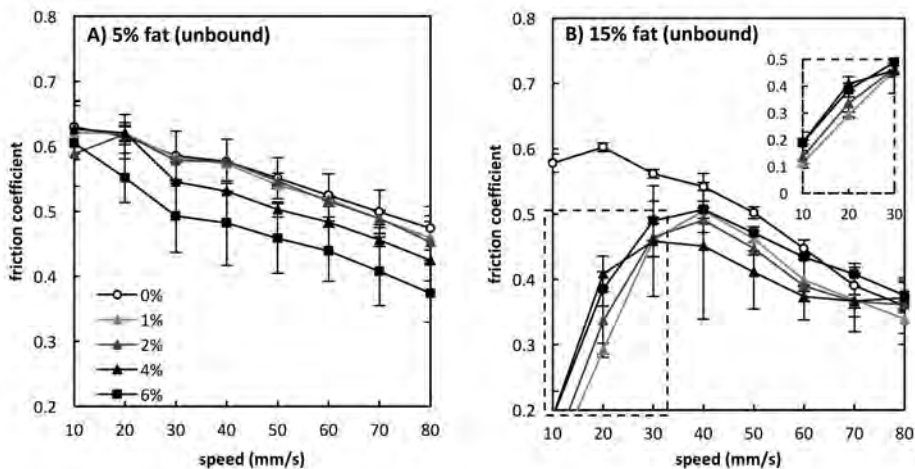 A) 5% fat (unbound)
friction coefficient
0.8
0.7
0.6
0.5
0.4
0.3
0.2
0%
1%
2%
4%
6%
10 20 30 40 50 60 70 80
speed (mm/s)
B) 15% fat (unbound)
friction coefficient
0.8
0.7
0.6
0.5
0.4
0.3
0.2
0.5
0.4
0.3
0.2
0.1
0
10 20 30
10 20 30 40 50 60 70 80
speed (mm/s)